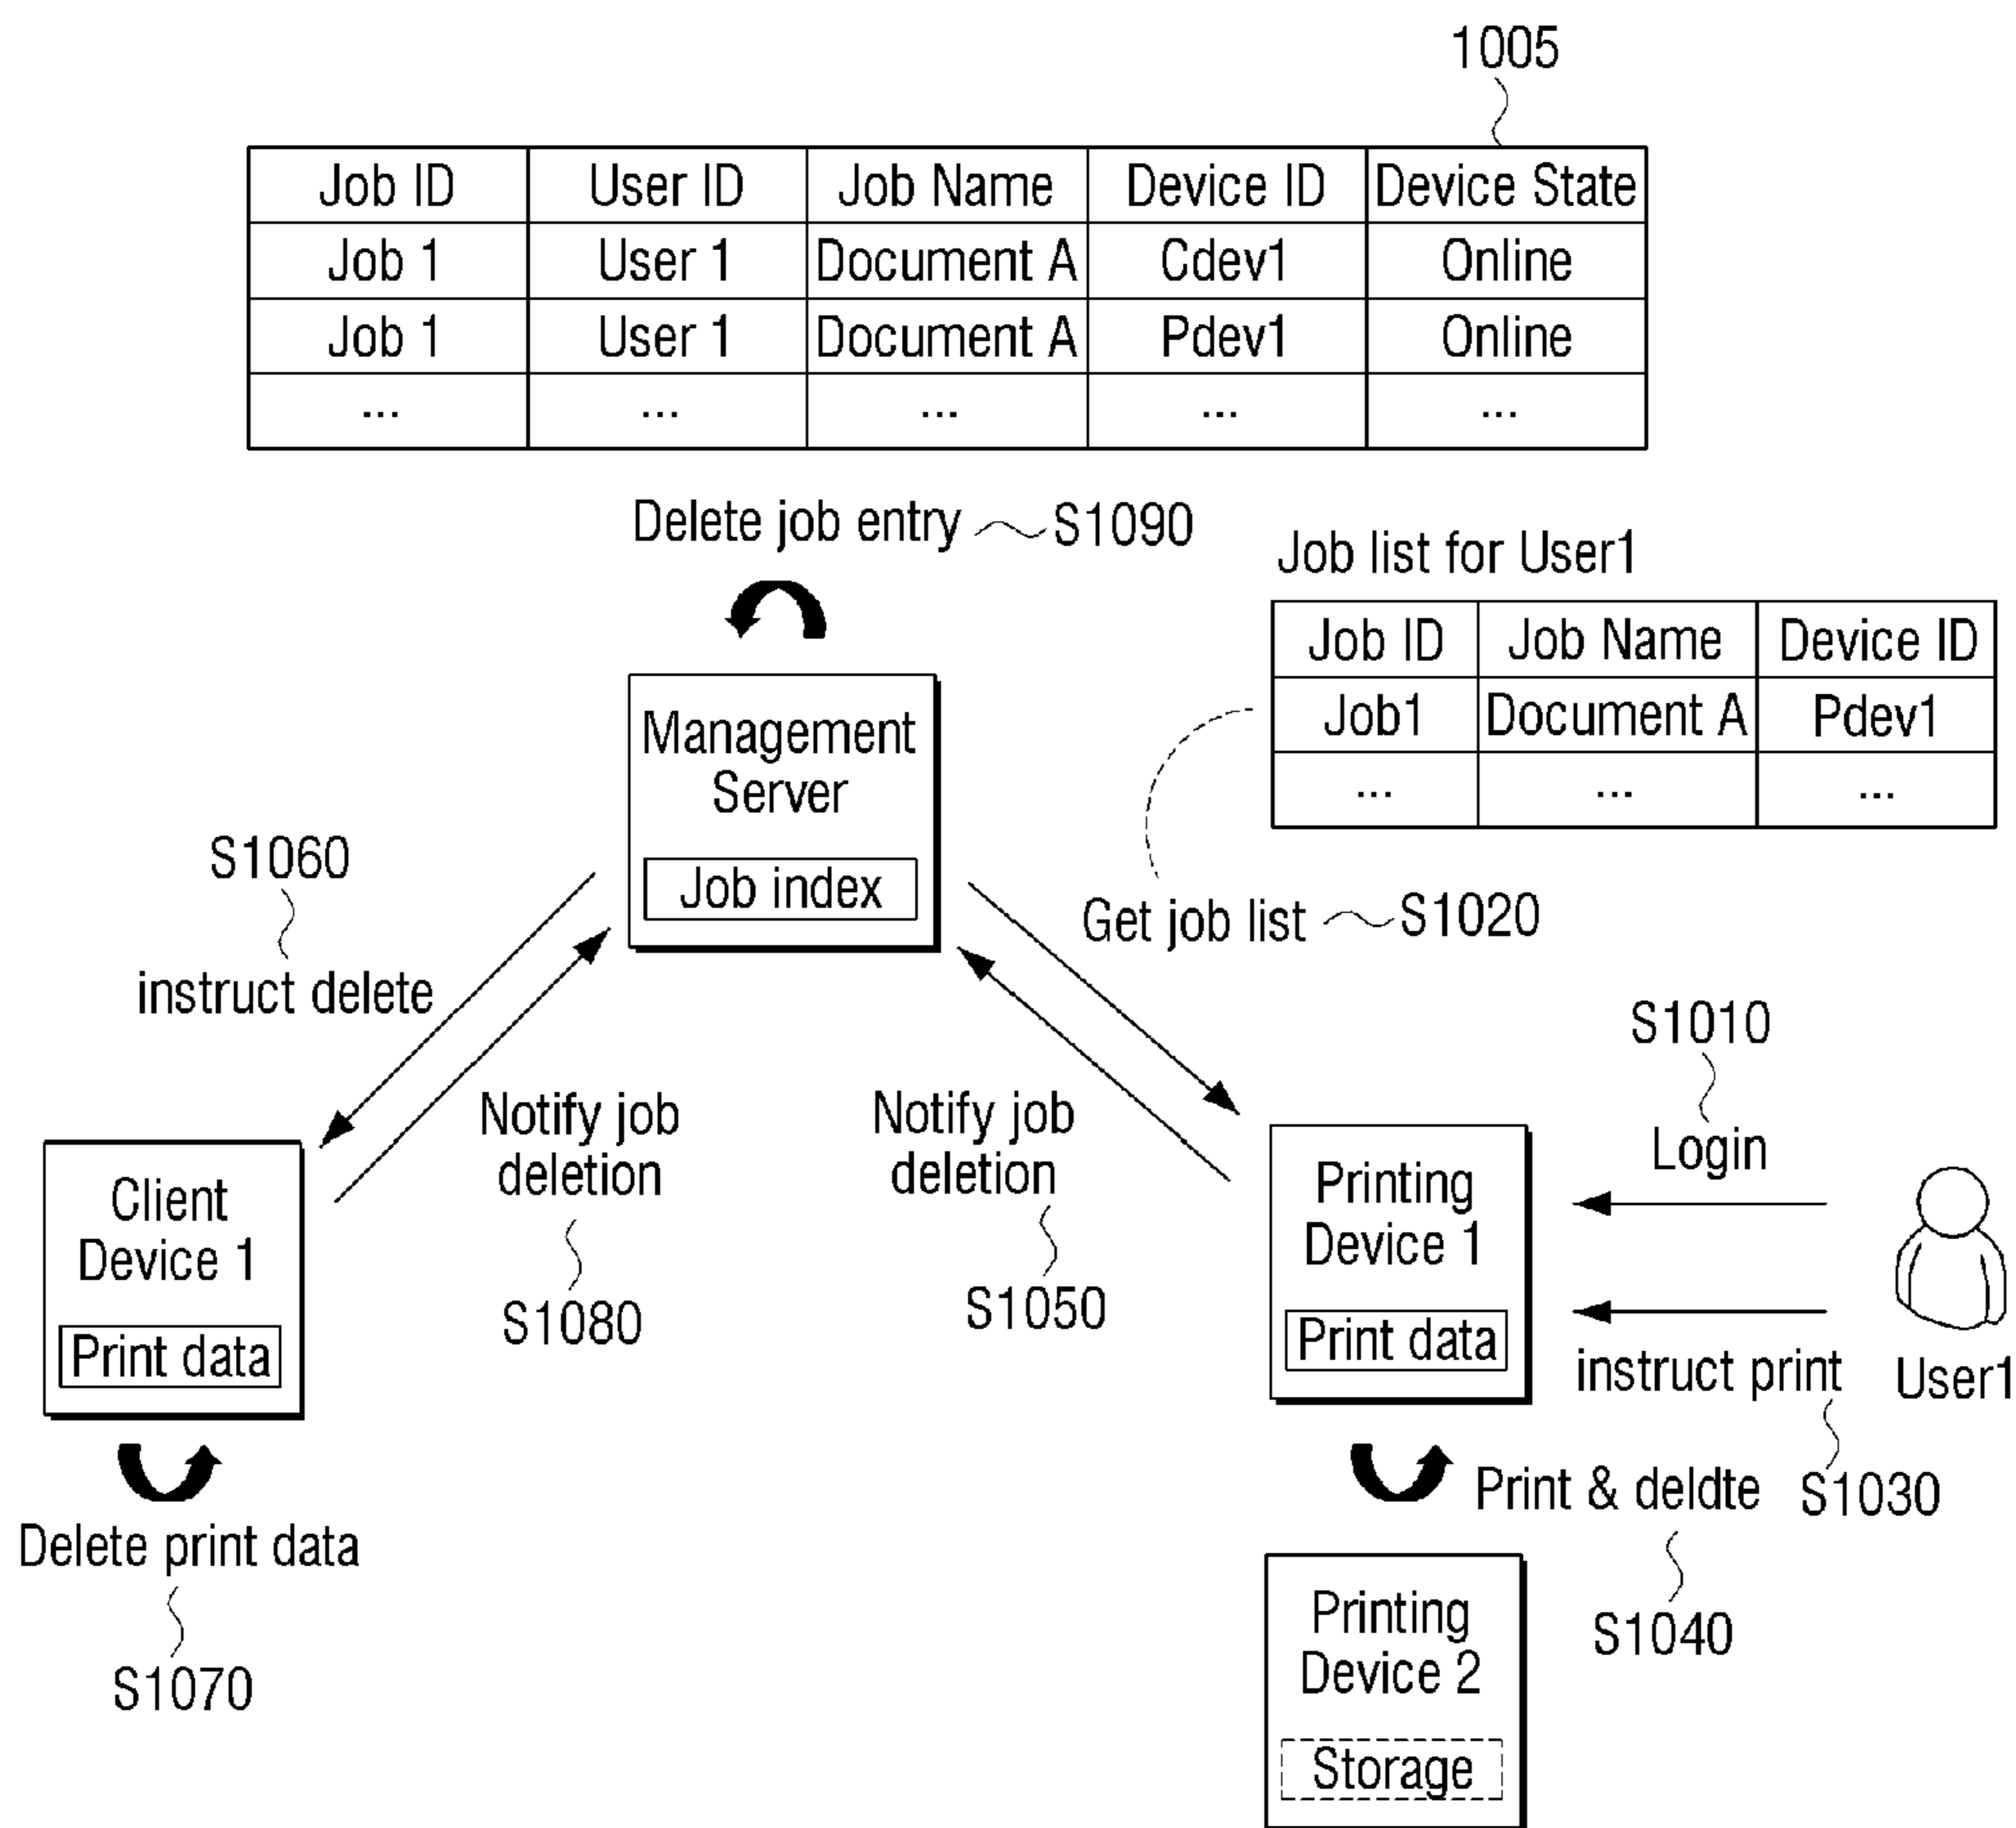 1005
Job ID User ID Job Name Device ID Device State
Job 1 User 1 Document A Cdev1 Online
Job 1 User 1 Document A Pdev1 Online
... ... ... ... ...
Delete job entry S1090
Job list for User1
Job ID Job Name Device ID
Job1 Document A Pdev1
... ... ...
Management
Server
Job index
Get job list S1020
S1060
instruct delete
S1010
Login
Notify job
deletion
S1080
Notify job
deletion
S1050
Client
Device 1
Print data
Printing
Device 1
Print data
instruct print
User1
S1030
Print & deldte
S1040
Delete print data
S1070
Printing
Device 2
Storage